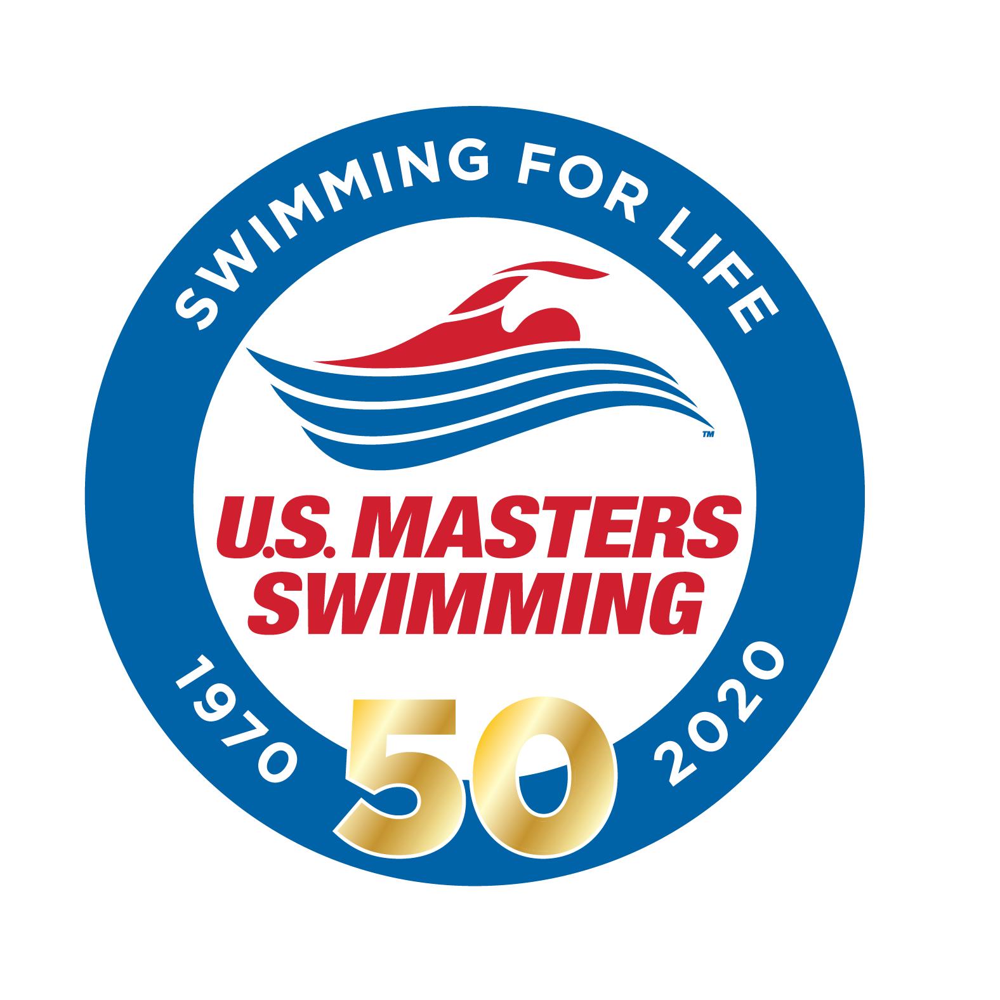 SWIMMING FOR LIFE
TM
U.S. MASTERS
SWIMMING
1970
50
2020